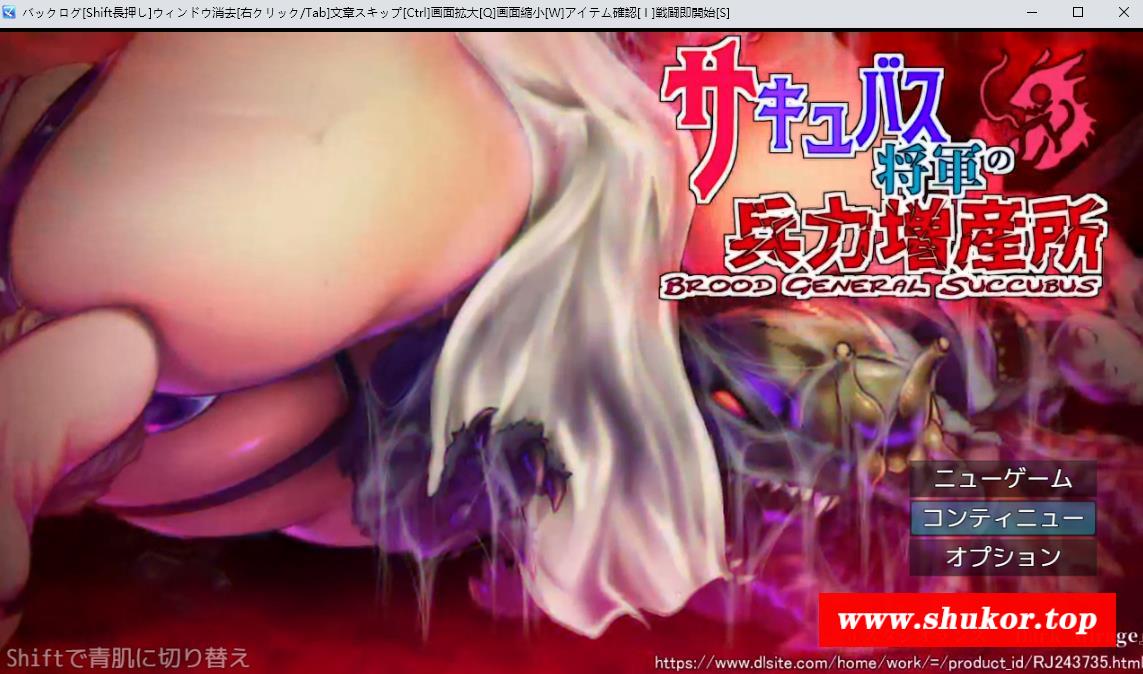 バックログ[Shift長押し]ウィンドウ消去[右クリック/Tab]文章スキップ[Ctrl]画面拡大[Q]画面縮小[W]アイテム確認[I]戦闘即開始[S]
サキュバス
将軍の
兵力増産所
BROOD GENERAL SUCCUBUS
ニューゲーム
コンティニュー
オプション
www.shukor.top
Shiftで青肌に切り替え
https://www.dlsite.com/home/work/=/product_id/RJ243735.html